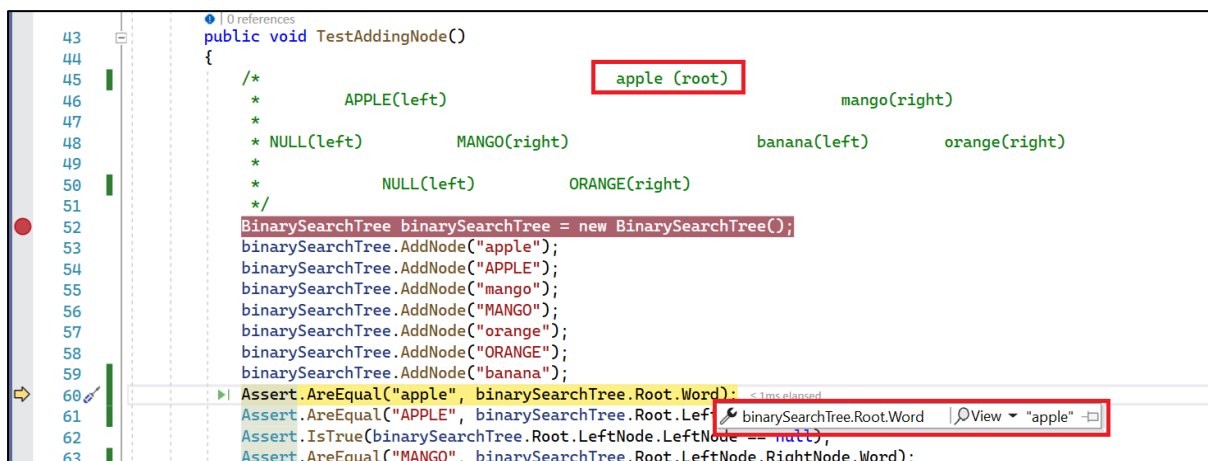 0 references
43 public void TestAddingNode()
44 {
45 /* apple (root)
46 * APPLE(left) mango(right)
47 *
48 * NULL(left) MANGO(right) banana(left) orange(right)
49 *
50 * NULL(left) ORANGE(right)
51 */
52 BinarySearchTree binarySearchTree = new BinarySearchTree();
53 binarySearchTree.AddNode("apple");
54 binarySearchTree.AddNode("APPLE");
55 binarySearchTree.AddNode("mango");
56 binarySearchTree.AddNode("MANGO");
57 binarySearchTree.AddNode("orange");
58 binarySearchTree.AddNode("ORANGE");
59 binarySearchTree.AddNode("banana");
60 Assert.AreEqual("apple", binarySearchTree.Root.Word); <1ms elapsed
61 Assert.AreEqual("APPLE", binarySearchTree.Root.Left
binarySearchTree.Root.Word View "apple"
62 Assert.IsTrue(binarySearchTree.Root.LeftNode.LeftNode == null);
63 Assert.AreEqual("MANGO", binarySearchTree.Root.LeftNode.RightNode.Word);